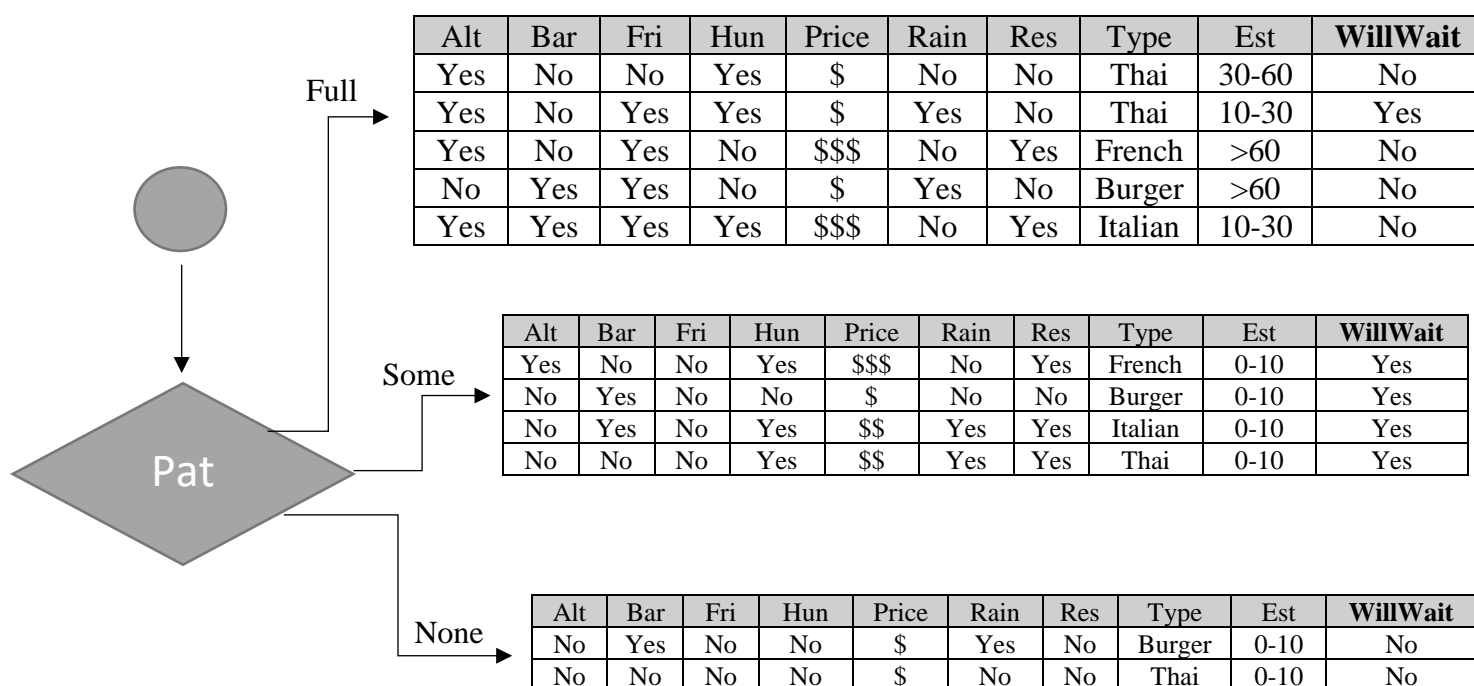 Full
Alt Bar Fri Hun Price Rain Res Type Est WillWait
Yes No No Yes $ No No Thai 30-60 No
Yes No Yes Yes $ Yes No Thai 10-30 Yes
Yes No Yes No $$$ No Yes French >60 No
No Yes Yes No $ Yes No Burger >60 No
Yes Yes Yes Yes $$$ No Yes Italian 10-30 No
Some
Alt Bar Fri Hun Price Rain Res Type Est WillWait
Yes No No Yes $$$ No Yes French 0-10 Yes
No Yes No No $ No No Burger 0-10 Yes
No Yes No Yes $$ Yes Yes Italian 0-10 Yes
No No No Yes $$ Yes Yes Thai 0-10 Yes
Pat
None
Alt Bar Fri Hun Price Rain Res Type Est WillWait
No Yes No No $ Yes No Burger 0-10 No
No No No No $ No No Thai 0-10 No